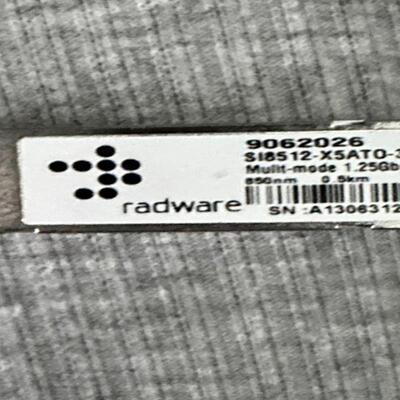 9062026
SI8512-X5ATO-3
Mulit-mode 1.25Gb
850nm 0.5km
radware
SN :A1306312